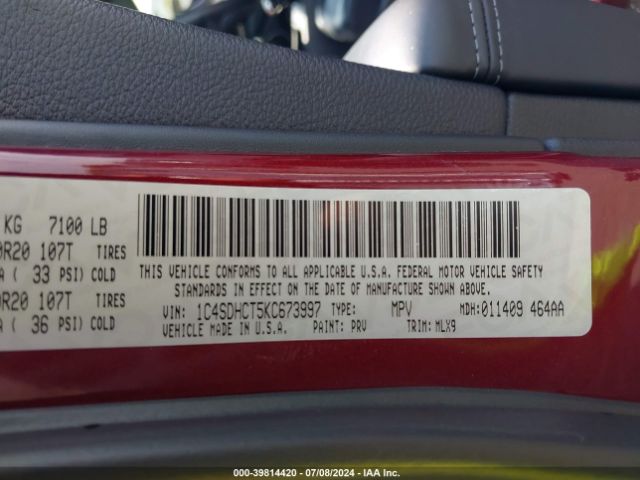 KG 7100 LB
0R20 107T TIRES
A ( 33 PSI) COLD
0R20 107T TIRES
A ( 36 PSI) COLD
THIS VEHICLE CONFORMS TO ALL APPLICABLE U.S.A. FEDERAL MOTOR VEHICLE SAFETY
STANDARDS IN EFFECT ON THE DATE OF MANUFACTURE SHOWN ABOVE.
VIN: 1C4SDHCT5KC673997 TYPE: MPV MDH:011409 464AA
VEHICLE MADE IN U.S.A. PAINT: PRV TRIM: MLX9
000-39814420 - 07/08/2024 - IAA Inc.